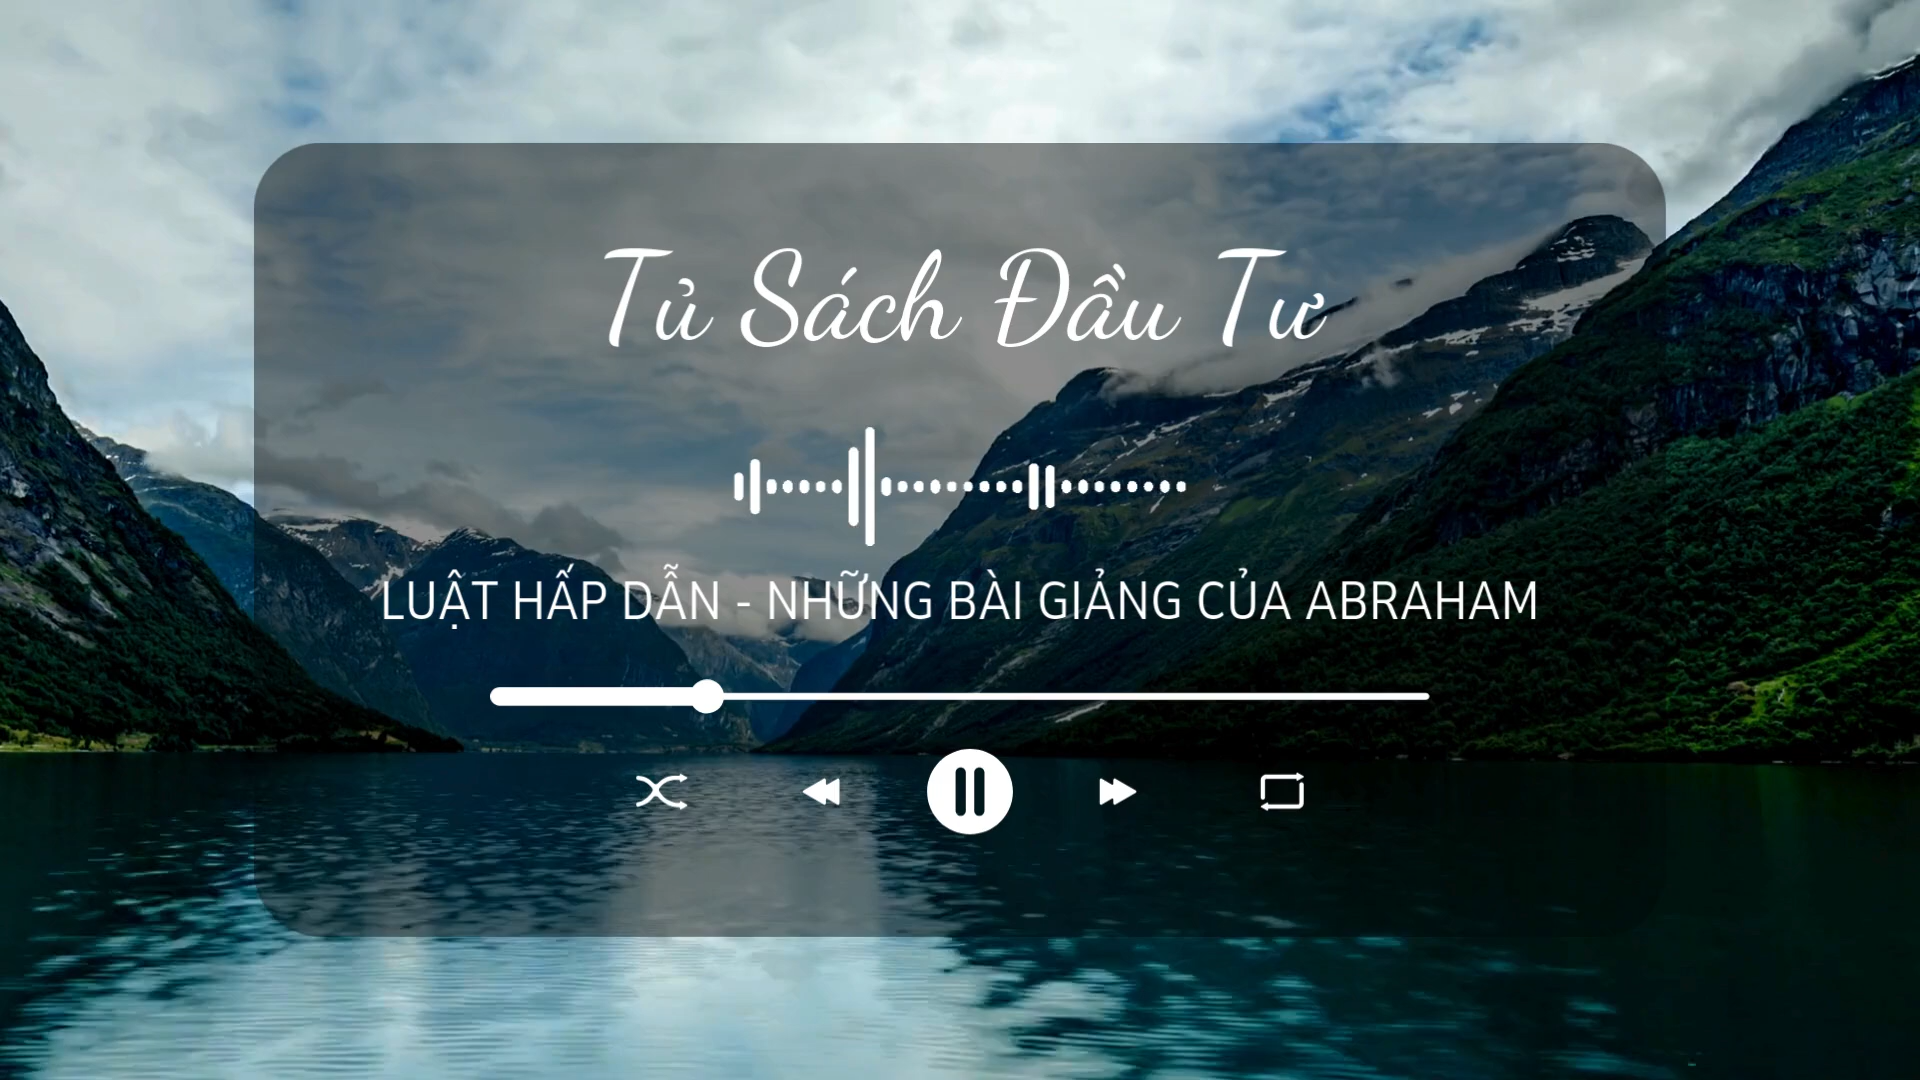 Tủ Sách Đầu Tư
LUẬT HẤP DẪN - NHỮNG BÀI GIẢNG CỦA ABRAHAM